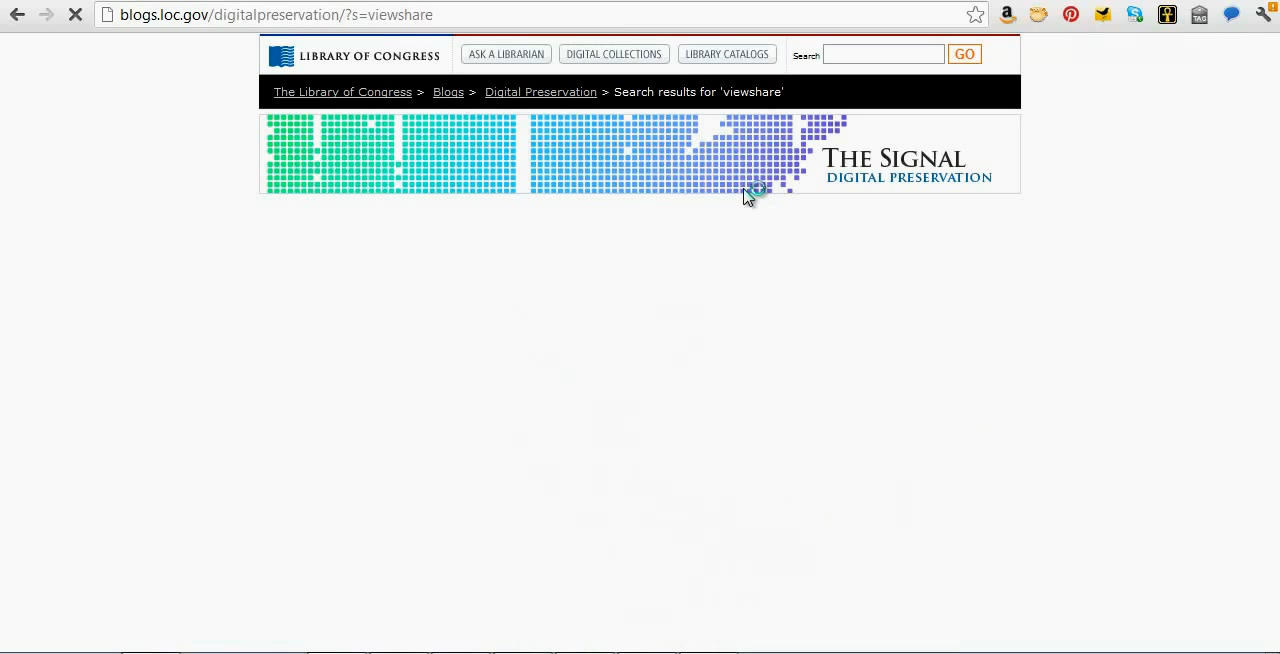 blogs.loc.gov/digitalpreservation/?s=viewshare
a
TAG
LIBRARY OF CONGRESS
ASK A LIBRARIAN
DIGITAL COLLECTIONS
LIBRARY CATALOGS
Search
GO
The Library of Congress > Blogs > Digital Preservation > Search results for 'viewshare'
THE SIGNAL
DIGITAL PRESERVATION